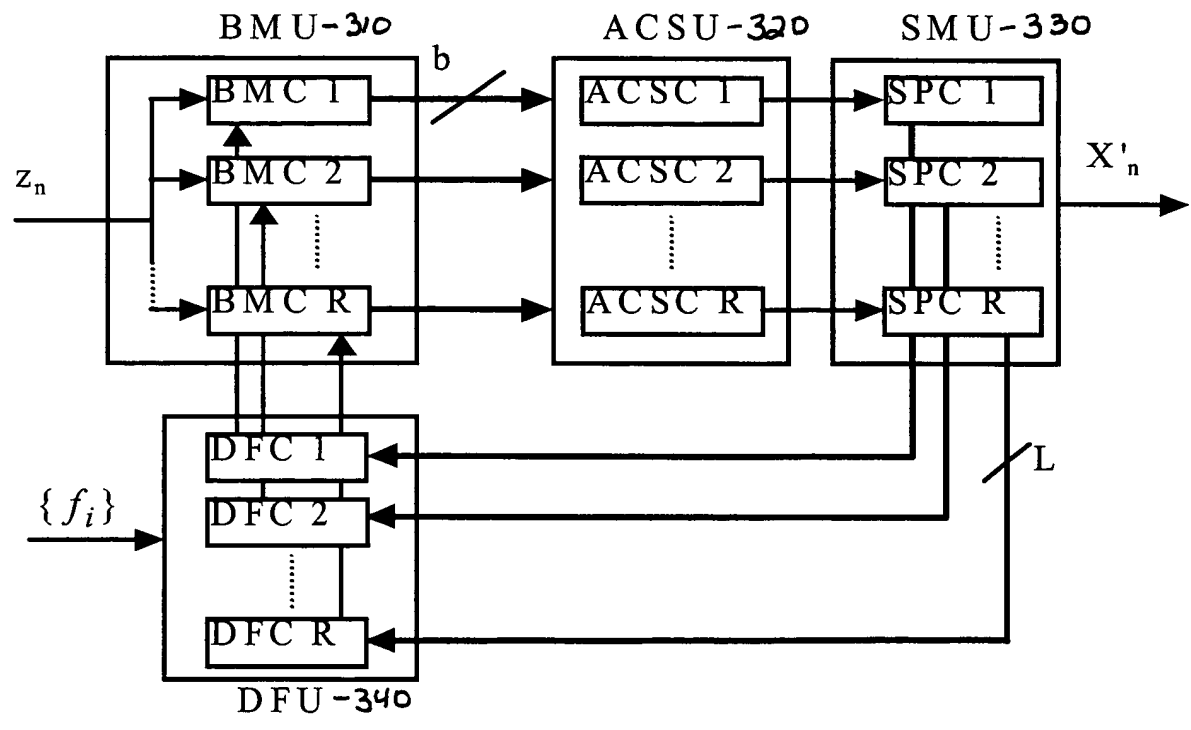 BMU-310
ACSU-320
SMU-330
b
BMC 1
ACSC 1
SPC 1
zn
BMC 2
ACSC 2
SPC 2
X'n
BMC R
ACSC R
SPC R
DFC 1
L
{fi}
DFC 2
DFC R
DFU-340